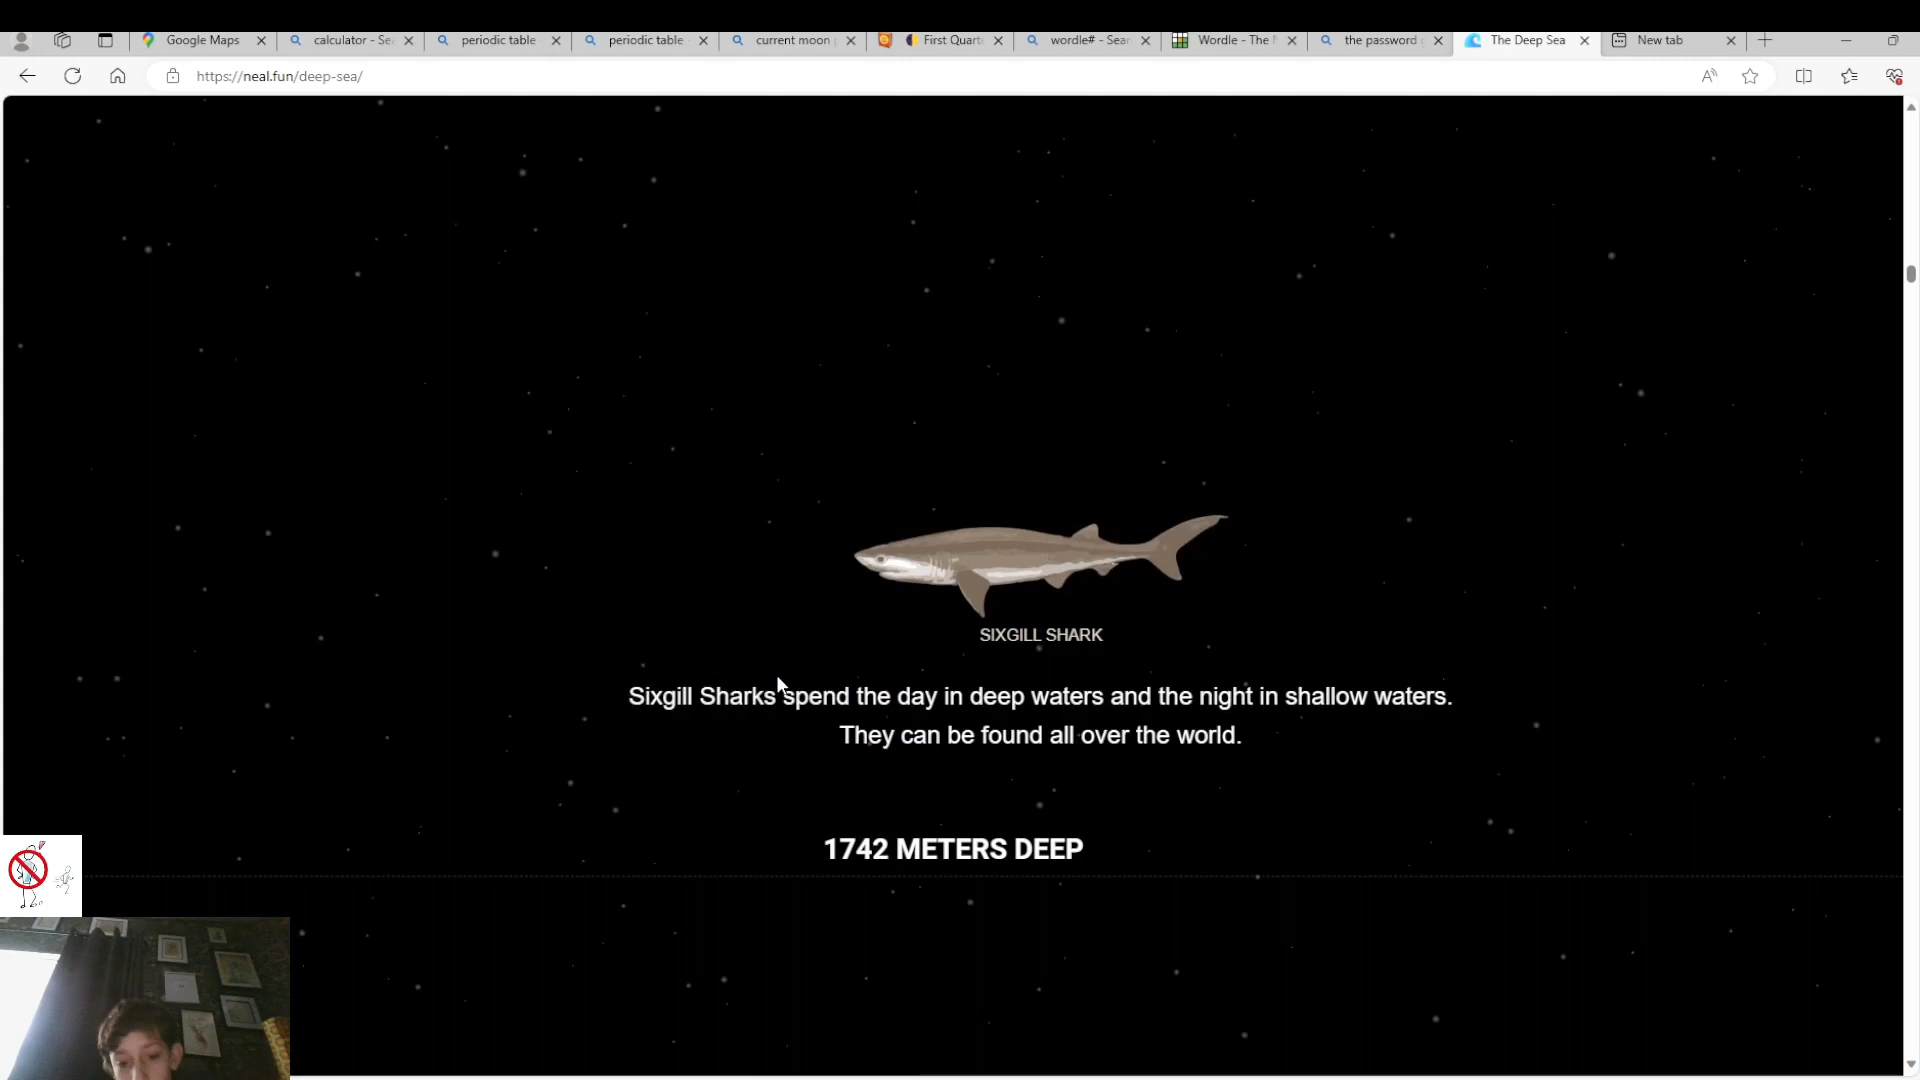 Google Maps
calculator - Se
periodic table
periodic table
current moon p
First Quart
wordle# - Sear
Wordle - The N
the password g
The Deep Sea
New tab
https://neal.fun/deep-sea/
SIXGILL SHARK
Sixgill Sharks spend the day in deep waters and the night in shallow waters.
They can be found all over the world.
1742 METERS DEEP